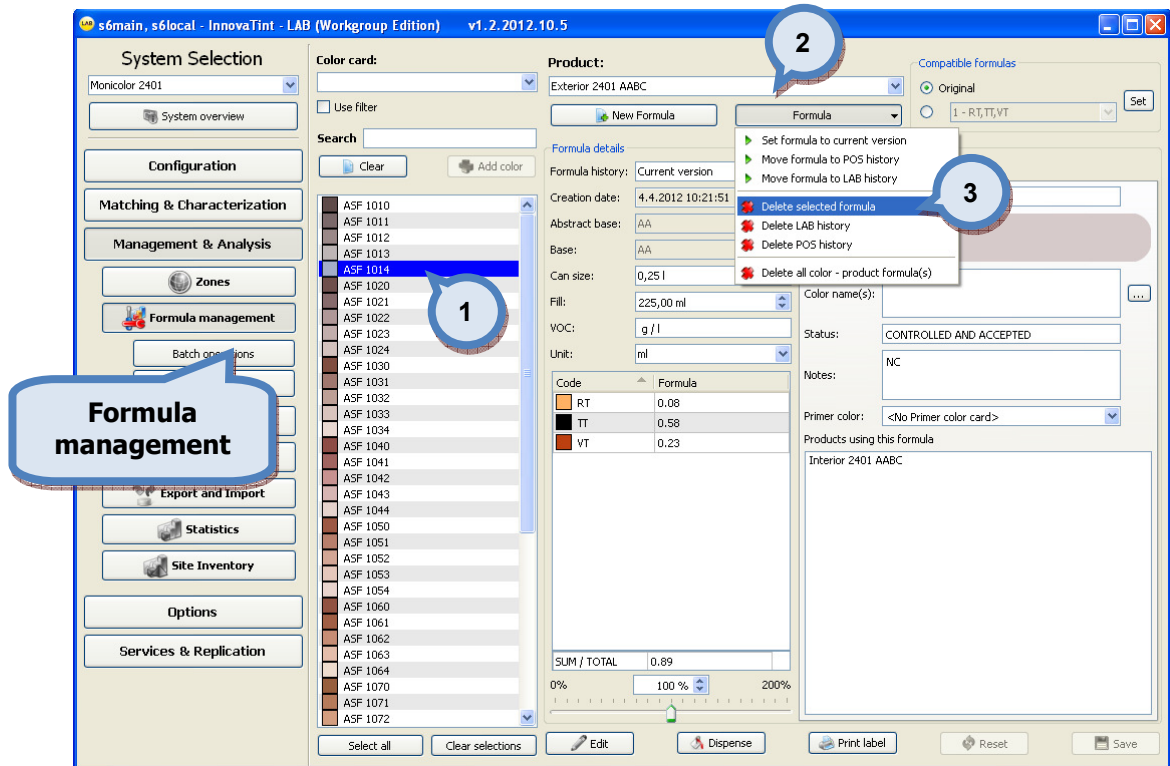 LAB s6main, s6local - InnovaTint - LAB (Workgroup Edition) v1.2.2012.10.5
System Selection
Monicolor 2401
System overview
Configuration
Matching & Characterization
Management & Analysis
Zones
Formula management
Formula management
Export and Import
Statistics
Site Inventory
Options
Services & Replication
Color card:
Use filter
Search
Clear
Add color
ASF 1010
ASF 1011
ASF 1012
ASF 1013
ASF 1014
ASF 1020
ASF 1021
ASF 1022
ASF 1023
ASF 1024
ASF 1030
ASF 1031
ASF 1032
ASF 1033
ASF 1034
ASF 1040
ASF 1041
ASF 1042
ASF 1043
ASF 1044
ASF 1050
ASF 1051
ASF 1052
ASF 1053
ASF 1054
ASF 1060
ASF 1061
ASF 1062
ASF 1063
ASF 1064
ASF 1070
ASF 1071
ASF 1072
1
Select all
Clear selections
Product:
Exterior 2401 AABC
New Formula
Formula
2
Compatible formulas
Original
1 - RT,TT,VT
Set
Set formula to current version
Move formula to POS history
Move formula to LAB history
Delete selected formula
Delete LAB history
Delete POS history
Delete all color - product formula(s)
3
Formula details
Formula history: Current version
Creation date: 4.4.2012 10:21:51
Abstract base: AA
Base: AA
Can size: 0,25 l
Fill: 225,00 ml
VOC: g / l
Unit: ml
Code Formula
RT 0.08
TT 0.58
VT 0.23
SUM / TOTAL 0.89
0% 100 % 200%
Color name(s):
...
Status: CONTROLLED AND ACCEPTED
Notes: NC
Primer color: <No Primer color card>
Products using this formula
Interior 2401 AABC
Edit
Dispense
Print label
Reset
Save